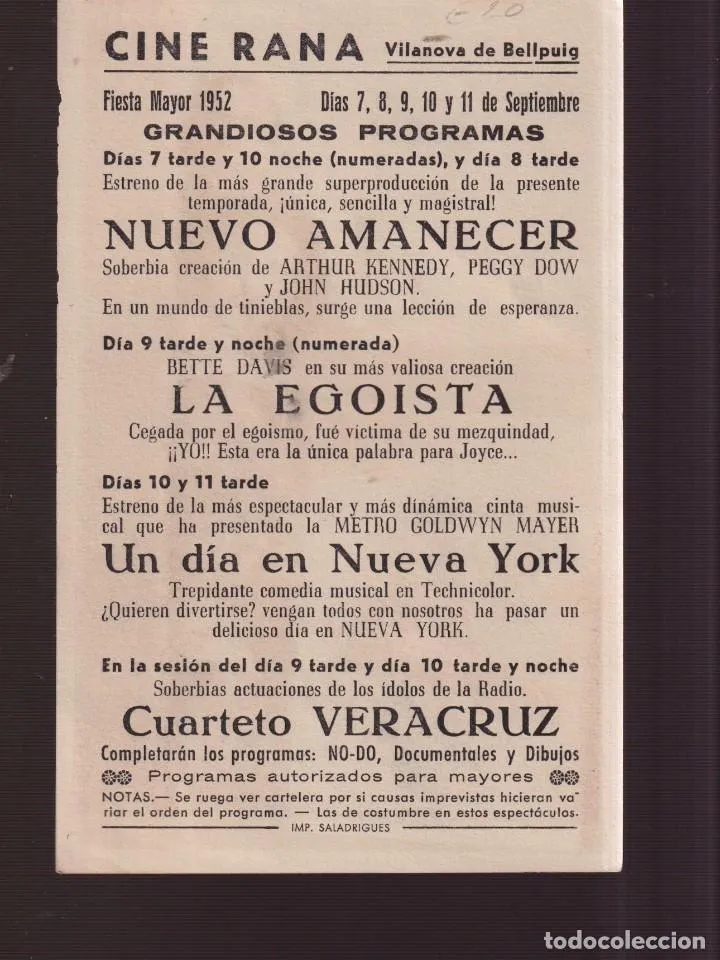 CINE RANA Vilanova de Bellpuig
Fiesta Mayor 1952 Días 7, 8, 9, 10 y 11 de Septiembre
GRANDIOSOS PROGRAMAS
Días 7 tarde y 10 noche (numeradas), y día 8 tarde
Estreno de la más grande superproducción de la presente
temporada, ¡única, sencilla y magistral!
NUEVO AMANECER
Soberbia creación de ARTHUR KENNEDY, PEGGY DOW
y JOHN HUDSON.
En un mundo de tinieblas, surge una lección de esperanza.
Día 9 tarde y noche (numerada)
BETTE DAVIS en su más valiosa creación
LA EGOISTA
Cegada por el egoismo, fué víctima de su mezquindad,
¡¡YO!! Esta era la única palabra para Joyce...
Días 10 y 11 tarde
Estreno de la más espectacular y más dínámica cinta musi-
cal que ha presentado la METRO GOLDWYN MAYER
Un día en Nueva York
Trepidante comedia musical en Technicolor.
¿Quieren divertirse? vengan todos con nosotros ha pasar un
delicioso día en NUEVA YORK.
En la sesión del día 9 tarde y día 10 tarde y noche
Soberbias actuaciones de los ídolos de la Radio.
Cuarteto VERACRUZ
Completarán los programas: NO-DO, Documentales y Dibujos
Programas autorizados para mayores
NOTAS.— Se ruega ver cartelera por si causas imprevistas hicieran va-
riar el orden del programa. — Las de costumbre en estos espectáculos.
IMP. SALADRIGUES
todocoleccion